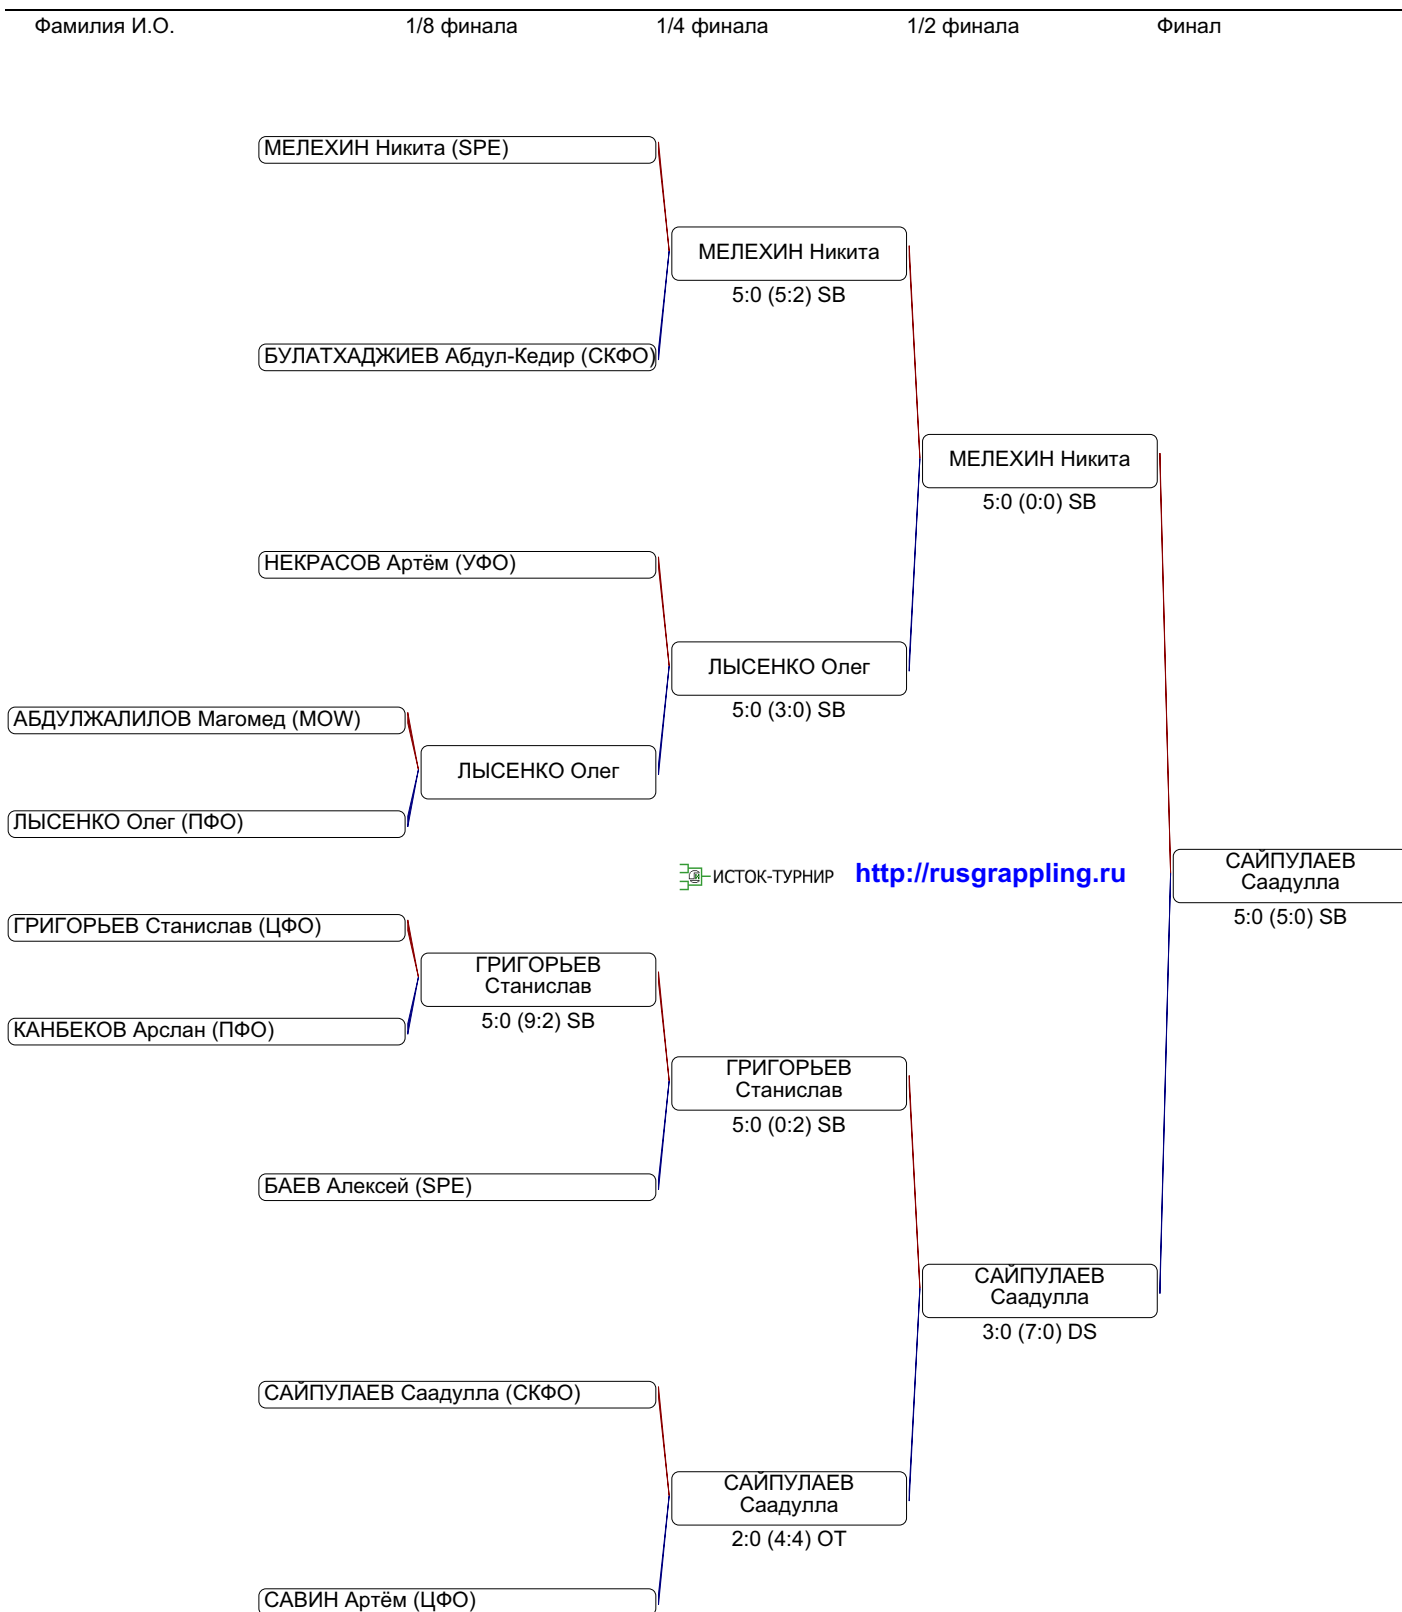 Фамилия И.О. 1/8 финала 1/4 финала 1/2 финала Финал
МЕЛЕХИН Никита (SPE)
МЕЛЕХИН Никита
5:0 (5:2) SB
БУЛАТХАДЖИЕВ Абдул-Кедир (СКФО)
МЕЛЕХИН Никита
5:0 (0:0) SB
НЕКРАСОВ Артём (УФО)
ЛЫСЕНКО Олег
5:0 (3:0) SB
АБДУЛЖАЛИЛОВ Магомед (MOW)
ЛЫСЕНКО Олег
ЛЫСЕНКО Олег (ПФО)
ИСТОК-ТУРНИР http://rusgrappling.ru
САЙПУЛАЕВ
Саадулла
5:0 (5:0) SB
ГРИГОРЬЕВ Станислав (ЦФО)
ГРИГОРЬЕВ
Станислав
5:0 (9:2) SB
КАНБЕКОВ Арслан (ПФО)
ГРИГОРЬЕВ
Станислав
5:0 (0:2) SB
БАЕВ Алексей (SPE)
САЙПУЛАЕВ
Саадулла
3:0 (7:0) DS
САЙПУЛАЕВ Саадулла (СКФО)
САЙПУЛАЕВ
Саадулла
2:0 (4:4) OT
САВИН Артём (ЦФО)